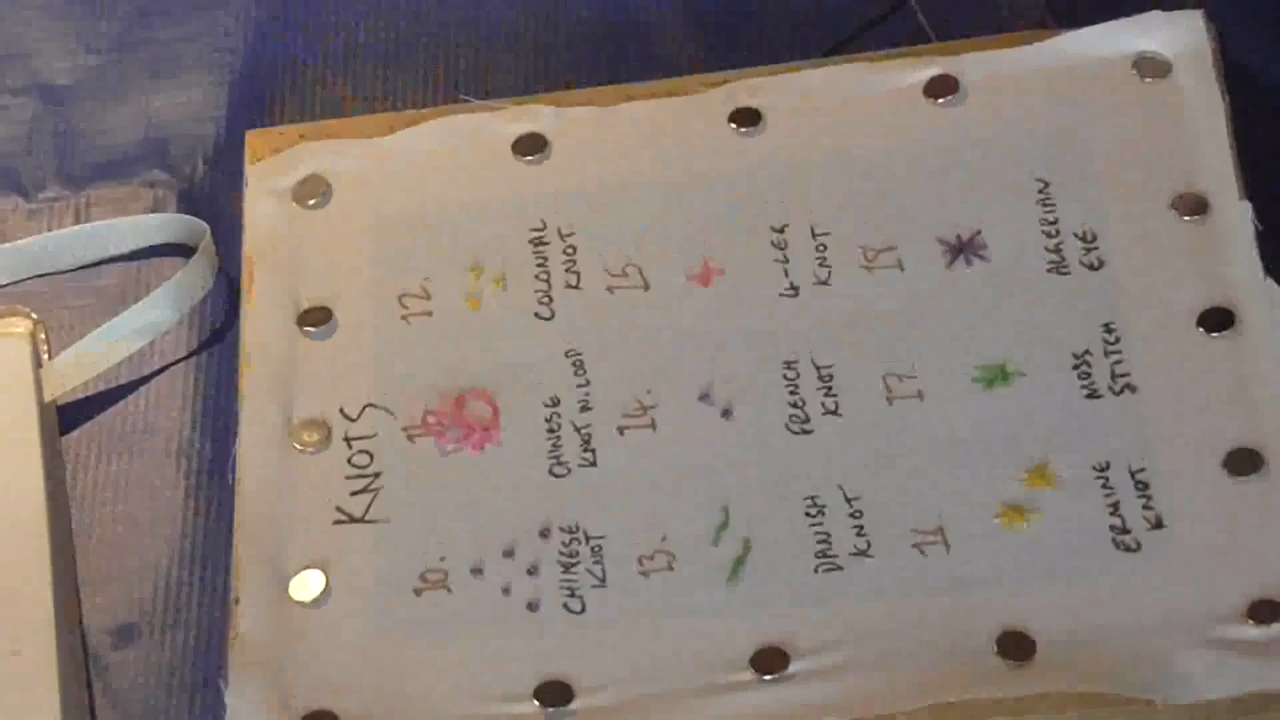 KNOTS
10.
11.
12.
CHINESE
KNOT
CHINESE
KNOT W. LOOP
COLONIAL
KNOT.
13.
14.
15.
DANISH
KNOT
FRENCH
KNOT
4-LEG
KNOT
11
17.
18
ERMINE
KNOT
MOSS
STITCH
ALGERIAN
EYE